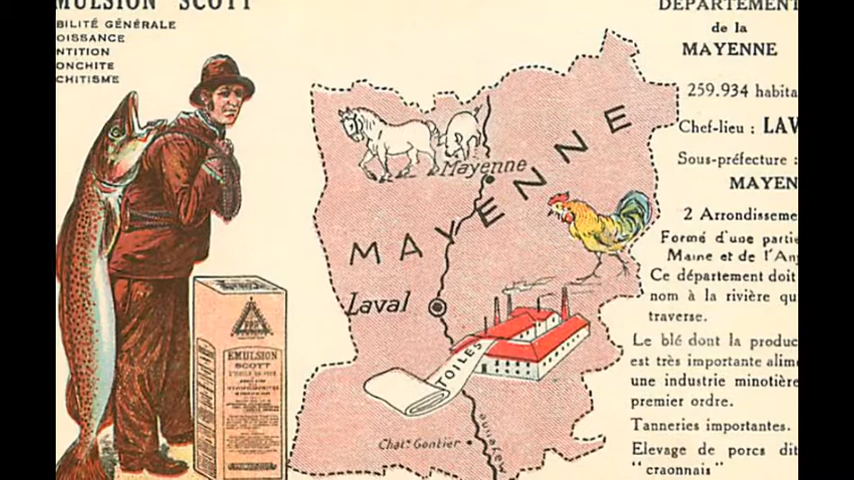 EMULSION SCOTT
BILITÉ GÉNÉRALE
OISSANCE
NTITION
ONCHITE
CHITISME
DÉPARTEMENT
de la
MAYENNE
259.934 habita
Chef-lieu : LAV
Sous-préfecture :
MAYEN
2 Arrondisseme
Formé d'une partie
Maine et de l'An
Ce département doit
nom à la rivière qu
traverse.
Le blé dont la produc
est très importante alime
une industrie minotière
premier ordre.
Tanneries importantes.
Elevage de porcs dit
"craonnais"
MAYENNE
Mayenne
Laval
TOILES
Chatu Gontier
Mayenne
EMULSION
SCOTT